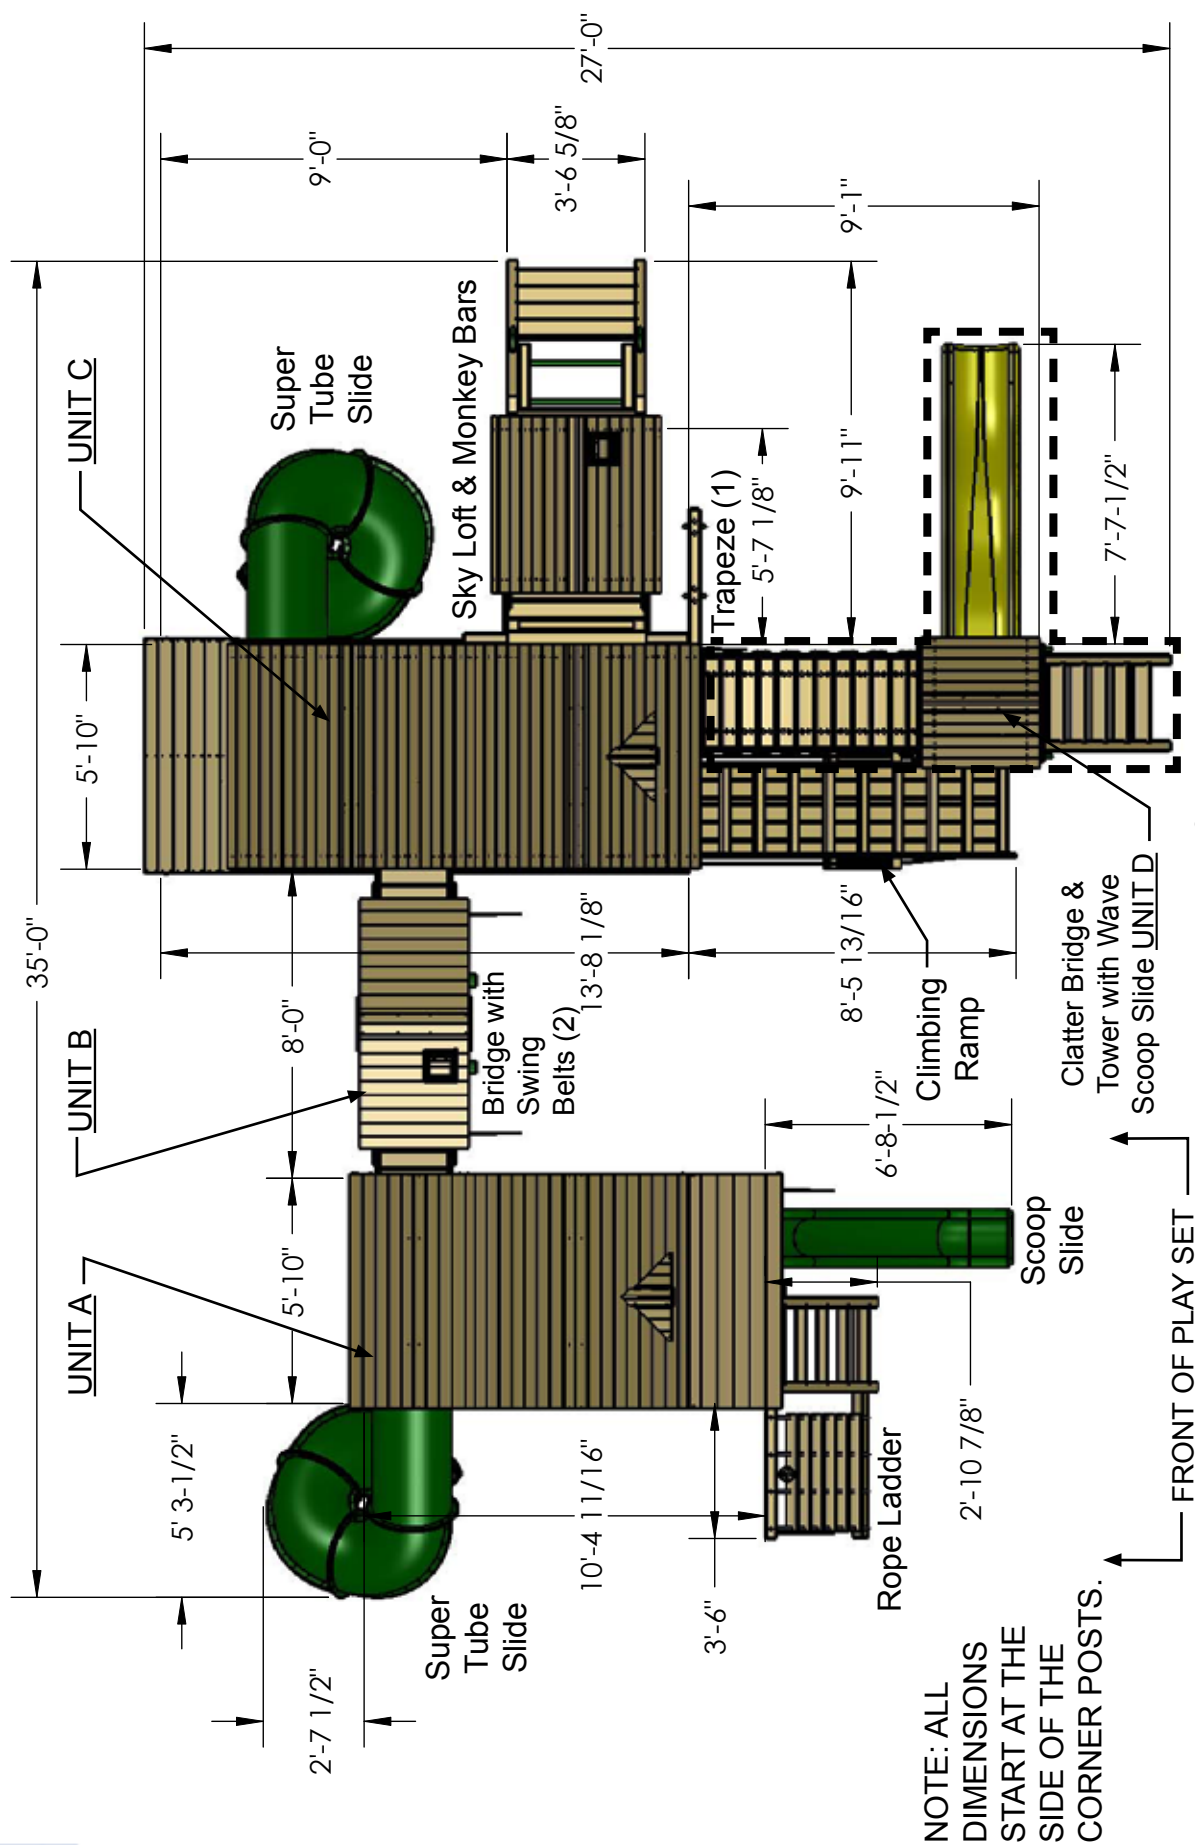 35'-0"
5' 3-1/2"
5'-10"
8'-0"
5'-10"
UNIT A
UNIT B
UNIT C
Super
Tube
Slide
27'-0"
9'-0"
3'-6 5/8"
9'-1"
Sky Loft & Monkey Bars
Trapeze (1)
5'-7 1/8"
9'-11"
7'-7-1/2"
2'-7 1/2"
Super
Tube
Slide
10'-4 11/16"
3'-6"
Rope Ladder
2'-10 7/8"
Scoop
Slide
6'-8-1/2"
Bridge with
Swing
Belts (2)
13'-8 1/8"
8'-5 13/16"
Climbing
Ramp
Clatter Bridge &
Tower with Wave
Scoop Slide UNIT D
NOTE: ALL
DIMENSIONS
START AT THE
SIDE OF THE
CORNER POSTS.
FRONT OF PLAY SET